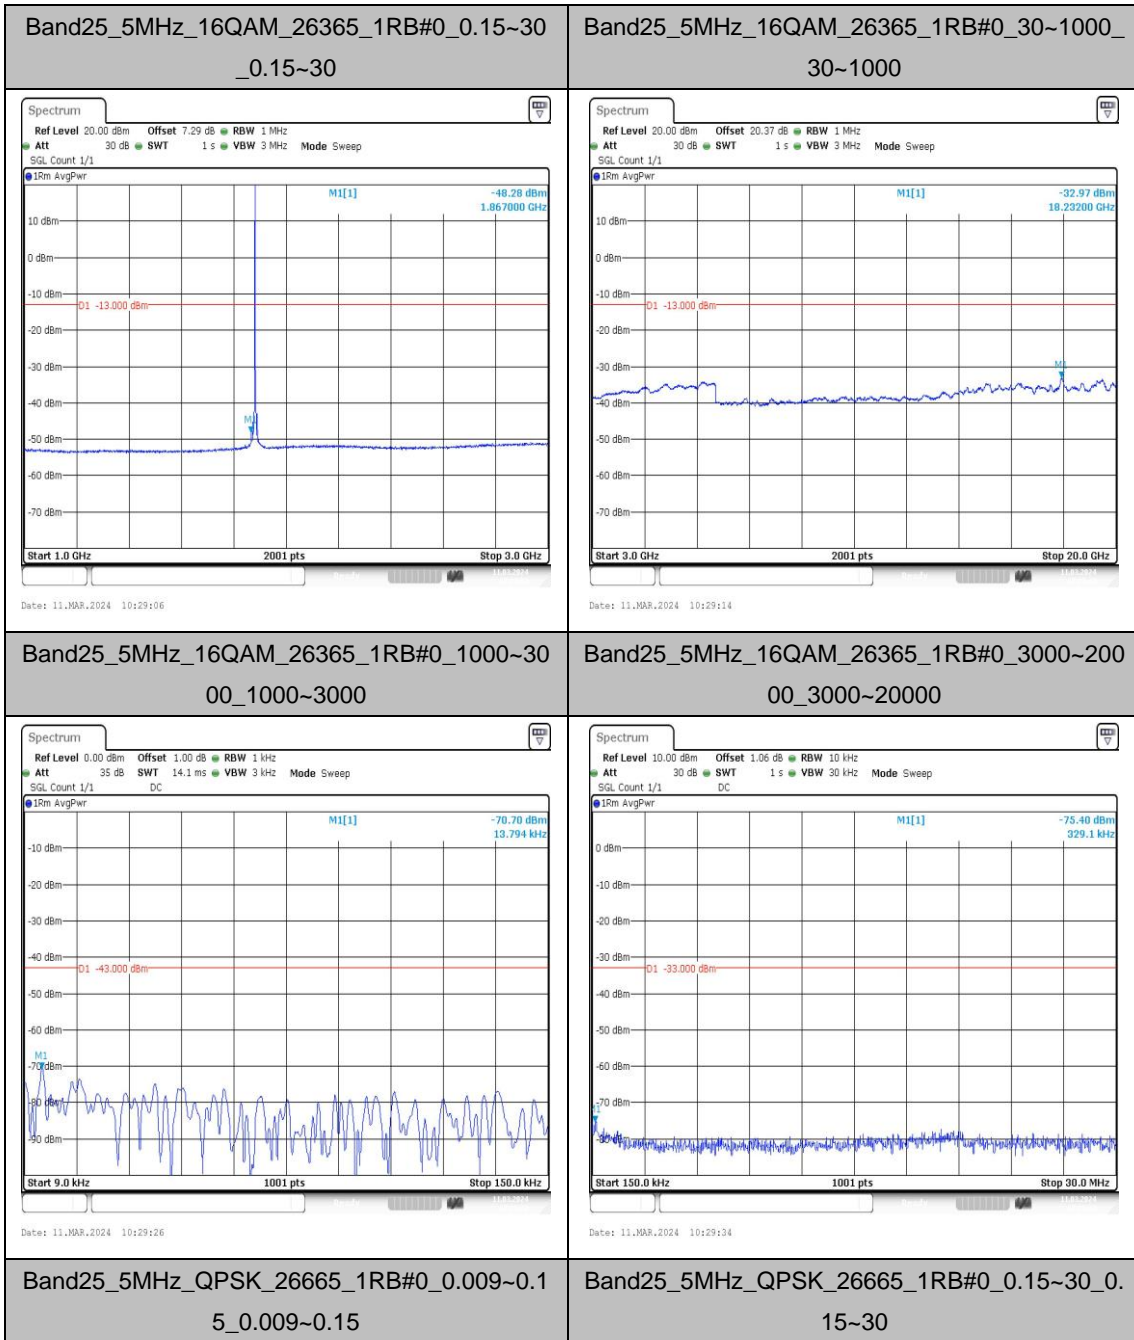 Band25_5MHz_16QAM_26365_1RB#0_0.15~30
_0.15~30
Band25_5MHz_16QAM_26365_1RB#0_30~1000_
30~1000
Spectrum
Ref Level 20.00 dBm Offset 7.29 dB RBW 1 MHz
Att 30 dB SWT 1 s VBW 3 MHz Mode Sweep
SGL Count 1/1
1Rm AvgPwr
M1[1] -48.28 dBm
1.867000 GHz
10 dBm
0 dBm
-10 dBm
D1 -13.000 dBm
-20 dBm
-30 dBm
-40 dBm
-50 dBm
-60 dBm
-70 dBm
Start 1.0 GHz 2001 pts Stop 3.0 GHz
Date: 11.MAR.2024 10:29:06
Spectrum
Ref Level 20.00 dBm Offset 20.37 dB RBW 1 MHz
Att 30 dB SWT 1 s VBW 3 MHz Mode Sweep
SGL Count 1/1
1Rm AvgPwr
M1[1] -32.97 dBm
18.23200 GHz
10 dBm
0 dBm
-10 dBm
D1 -13.000 dBm
-20 dBm
-30 dBm
M1
-40 dBm
-50 dBm
-60 dBm
-70 dBm
Start 3.0 GHz 2001 pts Stop 20.0 GHz
Date: 11.MAR.2024 10:29:14
Band25_5MHz_16QAM_26365_1RB#0_1000~30
00_1000~3000
Band25_5MHz_16QAM_26365_1RB#0_3000~200
00_3000~20000
Spectrum
Ref Level 0.00 dBm Offset 1.00 dB RBW 1 kHz
Att 35 dB SWT 14.1 ms VBW 3 kHz Mode Sweep
SGL Count 1/1 DC
1Rm AvgPwr
M1[1] -70.70 dBm
13.794 kHz
-10 dBm
-20 dBm
-30 dBm
-40 dBm
D1 -43.000 dBm
-50 dBm
-60 dBm
M1
-70 dBm
-80 dBm
-90 dBm
Start 9.0 kHz 1001 pts Stop 150.0 kHz
Date: 11.MAR.2024 10:29:26
Spectrum
Ref Level 10.00 dBm Offset 1.06 dB RBW 10 kHz
Att 30 dB SWT 1 s VBW 30 kHz Mode Sweep
SGL Count 1/1 DC
1Rm AvgPwr
M1[1] -75.40 dBm
329.1 kHz
0 dBm
-10 dBm
-20 dBm
-30 dBm
D1 -33.000 dBm
-40 dBm
-50 dBm
-60 dBm
-70 dBm
-80 dBm
Start 150.0 kHz 1001 pts Stop 30.0 MHz
Date: 11.MAR.2024 10:29:34
Band25_5MHz_QPSK_26665_1RB#0_0.009~0.1
5_0.009~0.15
Band25_5MHz_QPSK_26665_1RB#0_0.15~30_0.
15~30